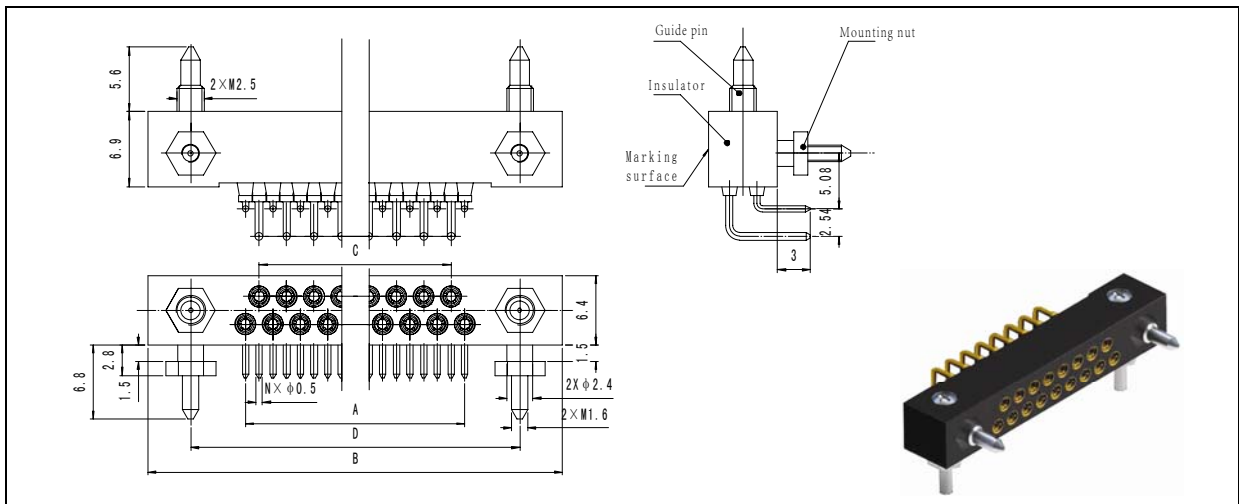 5.6
2×M2.5
6.9
C
6.4
2.8
1.5
6.8
1.5
N×φ0.5
2Xφ2.4
A
2×M1.6
D
B
Guide pin
Mounting nut
Insulator
Marking
surface
5.08
2.54
3